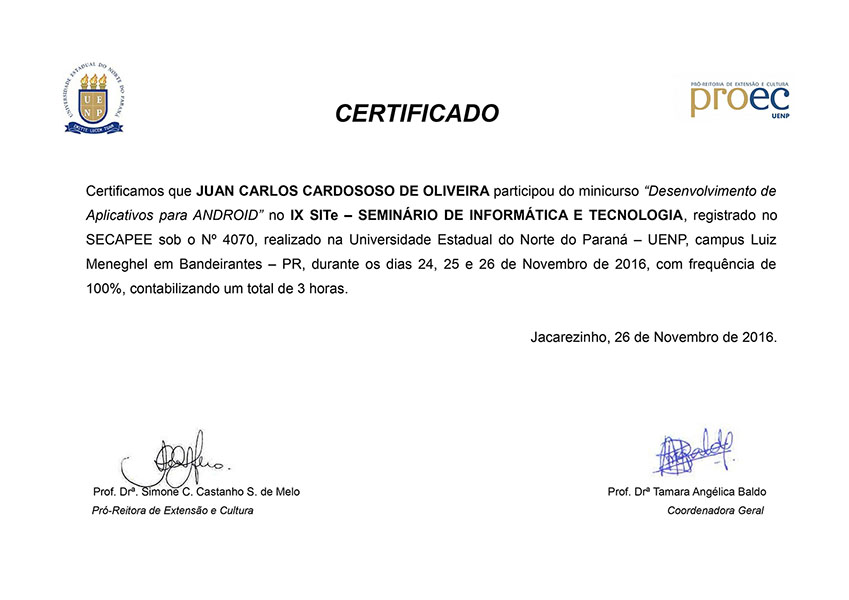 UNIVERSIDADE ESTADUAL DO NORTE DO PARANÁ
UENP
PRÓ-REITORIA DE EXTENSÃO E CULTURA
proec
UENP
CERTIFICADO
Certificamos que JUAN CARLOS CARDOSOSO DE OLIVEIRA participou do minicurso “Desenvolvimento de
Aplicativos para ANDROID” no IX SITe – SEMINÁRIO DE INFORMÁTICA E TECNOLOGIA, registrado no
SECAPEE sob o Nº 4070, realizado na Universidade Estadual do Norte do Paraná – UENP, campus Luiz
Meneghel em Bandeirantes – PR, durante os dias 24, 25 e 26 de Novembro de 2016, com frequência de
100%, contabilizando um total de 3 horas.
Jacarezinho, 26 de Novembro de 2016.
Prof. Drª. Simone C. Castanho S. de Melo
Pró-Reitora de Extensão e Cultura
Prof. Drª Tamara Angélica Baldo
Coordenadora Geral